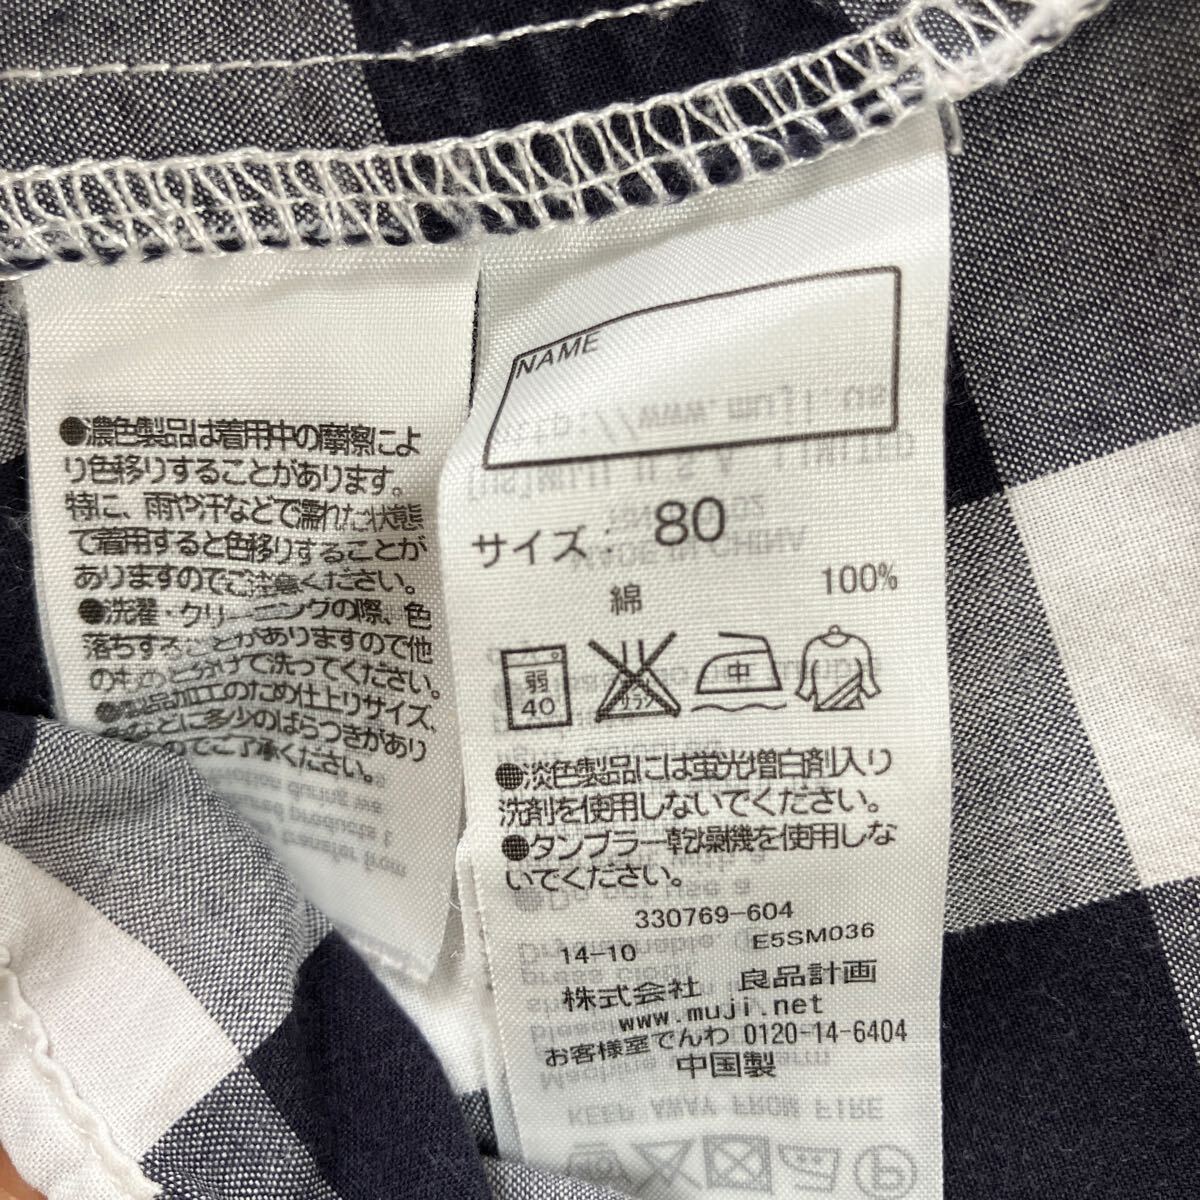 ●濃色製品は着用中の摩擦によ
り色移りすることがあります。
特に、雨や汗などで濡れた状態
で着用すると色移りすることが
ありますのでご注意ください。
●洗濯・クリーニングの際、色
落ちすることがありますので他
のものと分けて洗ってください。
●製品加工のため仕上りサイズ、
などに多少のばらつきがあり
のでご了承ください。
NAME
サイズ：80
綿 100%
弱
40
エンソ
中
●淡色製品には蛍光増白剤入り
洗剤を使用しないでください。
●タンブラー乾燥機を使用しな
いでください。
330769-604
14-10 E5SM036
株式会社 良品計画
www.muji.net
お客様室でんわ 0120-14-6404
中国製
KEEP AWAY FROM FIRE